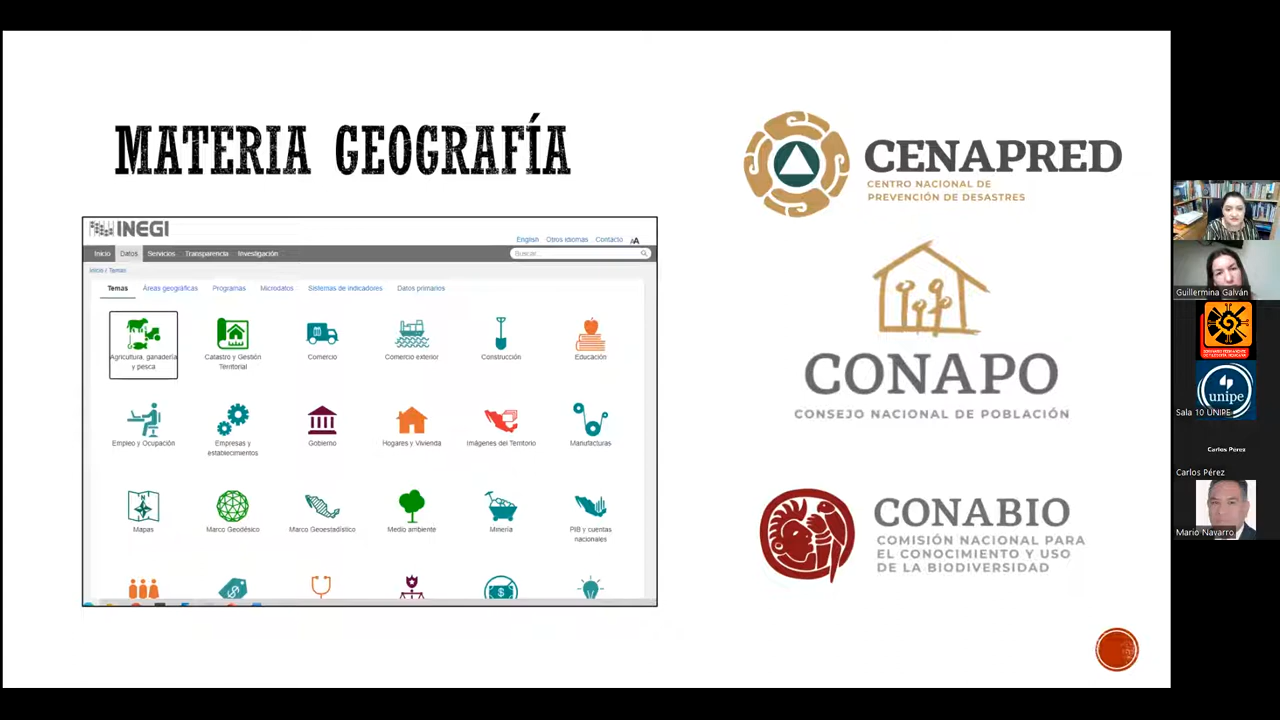 MATERIA GEOGRAFÍA
INEGI
English Otros idiomas Contacto AA
Inicio Datos Servicios Transparencia Investigación
Buscar...
Inicio / Temas
Temas Áreas geográficas Programas Microdatos Sistemas de indicadores Datos primarios
Agricultura, ganadería
y pesca
Catastro y Gestión
Territorial
Comercio
Comercio exterior
Construcción
Educación
Empleo y Ocupación
Empresas y
establecimientos
Gobierno
Hogares y Vivienda
Imágenes del Territorio
Manufacturas
Mapas
Marco Geodésico
Marco Geoestadístico
Medio ambiente
Minería
PIB y cuentas
nacionales
CENAPRED
CENTRO NACIONAL DE
PREVENCIÓN DE DESASTRES
CONAPO
CONSEJO NACIONAL DE POBLACIÓN
CONABIO
COMISIÓN NACIONAL PARA
EL CONOCIMIENTO Y USO
DE LA BIODIVERSIDAD
Guillermina Galván
unipe
Sala 10 UNIPE
Carlos Pérez
Carlos Pérez
Mario Navarro